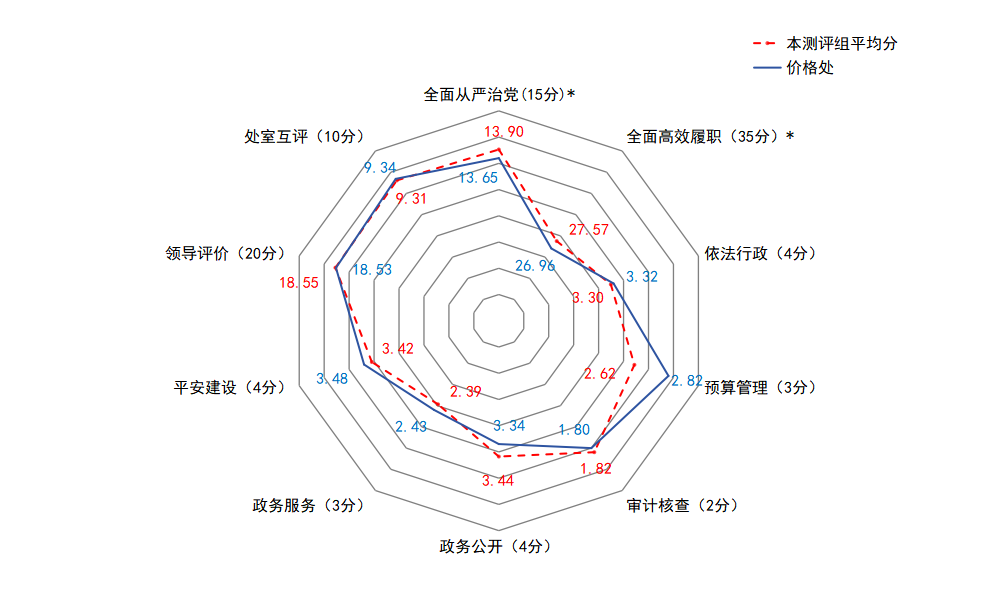 本测评组平均分
价格处
全面从严治党(15分)*
13.90
处室互评（10分）
全面高效履职（35分）*
9.34
13.65
9.31
27.57
领导评价（20分）
依法行政（4分）
18.55
18.53
26.96
3.32
3.30
3.42
2.62
平安建设（4分）
3.48
2.82
预算管理（3分）
2.39
2.43
3.34
1.80
3.44
1.82
政务服务（3分）
审计核查（2分）
政务公开（4分）